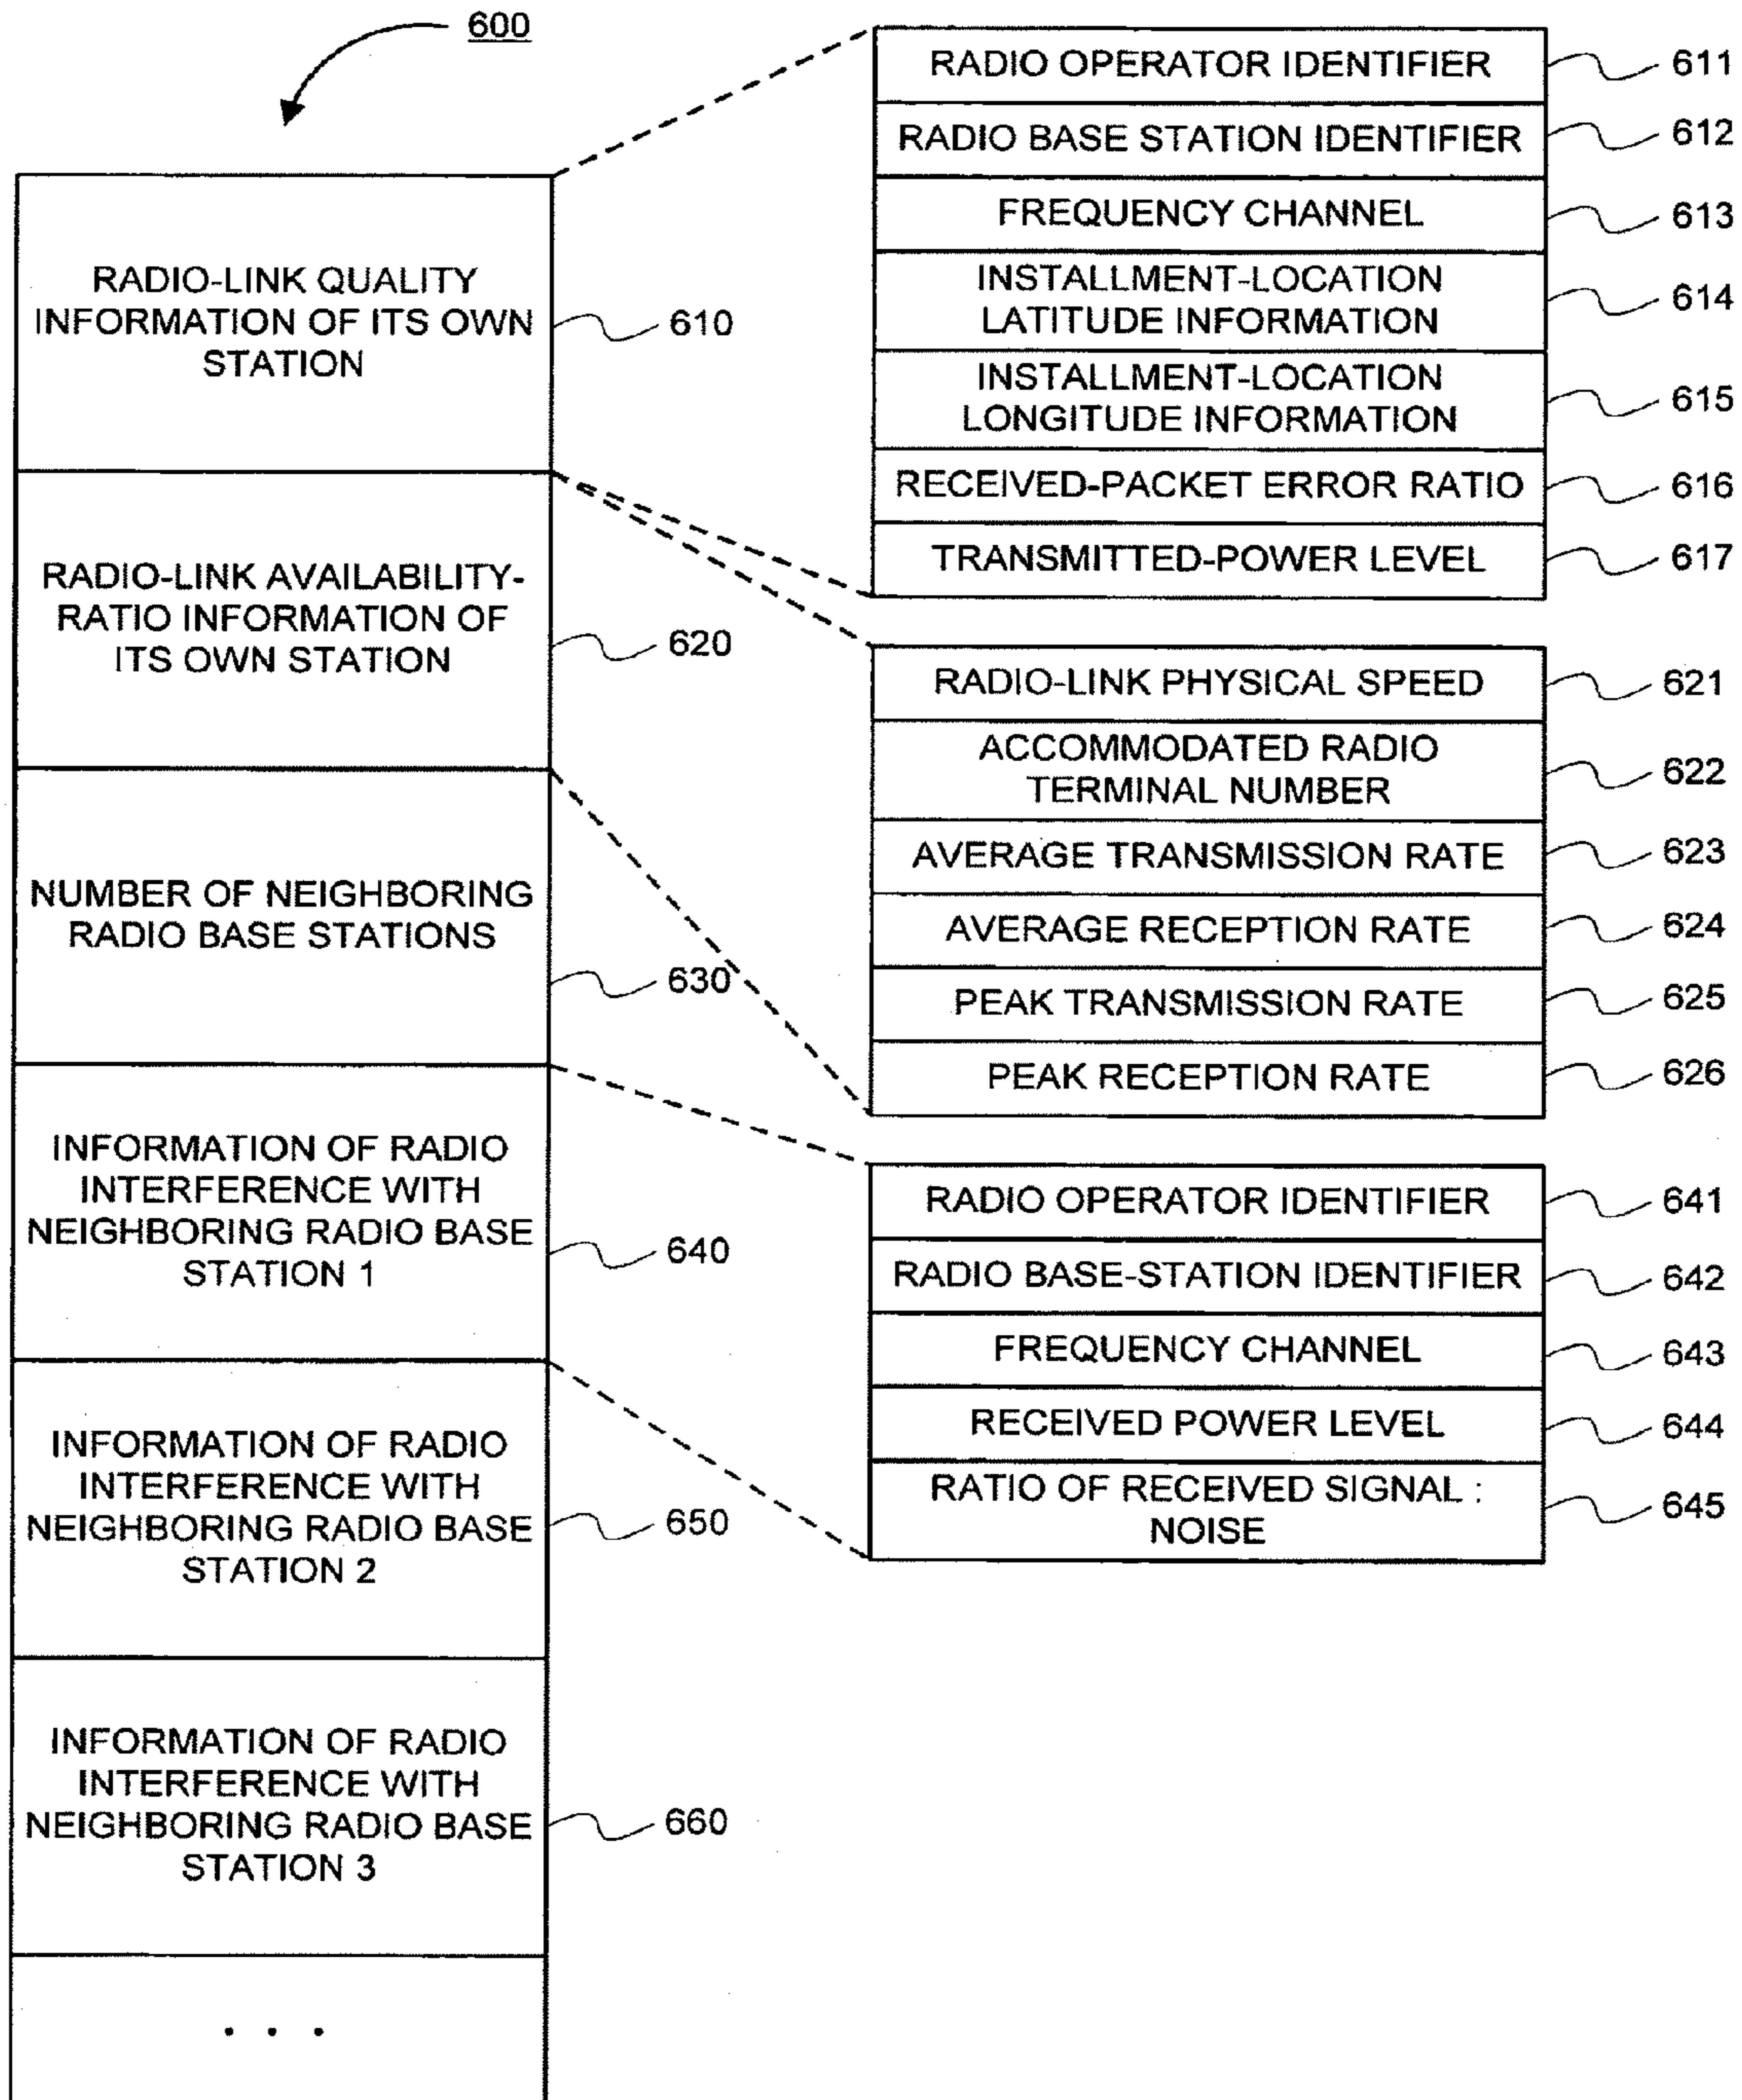 600
RADIO-LINK QUALITY
INFORMATION OF ITS OWN
STATION
610
RADIO-LINK AVAILABILITY-
RATIO INFORMATION OF
ITS OWN STATION
620
NUMBER OF NEIGHBORING
RADIO BASE STATIONS
630
INFORMATION OF RADIO
INTERFERENCE WITH
NEIGHBORING RADIO BASE
STATION 1
640
INFORMATION OF RADIO
INTERFERENCE WITH
NEIGHBORING RADIO BASE
STATION 2
650
INFORMATION OF RADIO
INTERFERENCE WITH
NEIGHBORING RADIO BASE
STATION 3
660
. . .
RADIO OPERATOR IDENTIFIER
611
RADIO BASE STATION IDENTIFIER
612
FREQUENCY CHANNEL
613
INSTALLMENT-LOCATION
LATITUDE INFORMATION
614
INSTALLMENT-LOCATION
LONGITUDE INFORMATION
615
RECEIVED-PACKET ERROR RATIO
616
TRANSMITTED-POWER LEVEL
617
RADIO-LINK PHYSICAL SPEED
621
ACCOMMODATED RADIO
TERMINAL NUMBER
622
AVERAGE TRANSMISSION RATE
623
AVERAGE RECEPTION RATE
624
PEAK TRANSMISSION RATE
625
PEAK RECEPTION RATE
626
RADIO OPERATOR IDENTIFIER
641
RADIO BASE-STATION IDENTIFIER
642
FREQUENCY CHANNEL
643
RECEIVED POWER LEVEL
644
RATIO OF RECEIVED SIGNAL :
NOISE
645